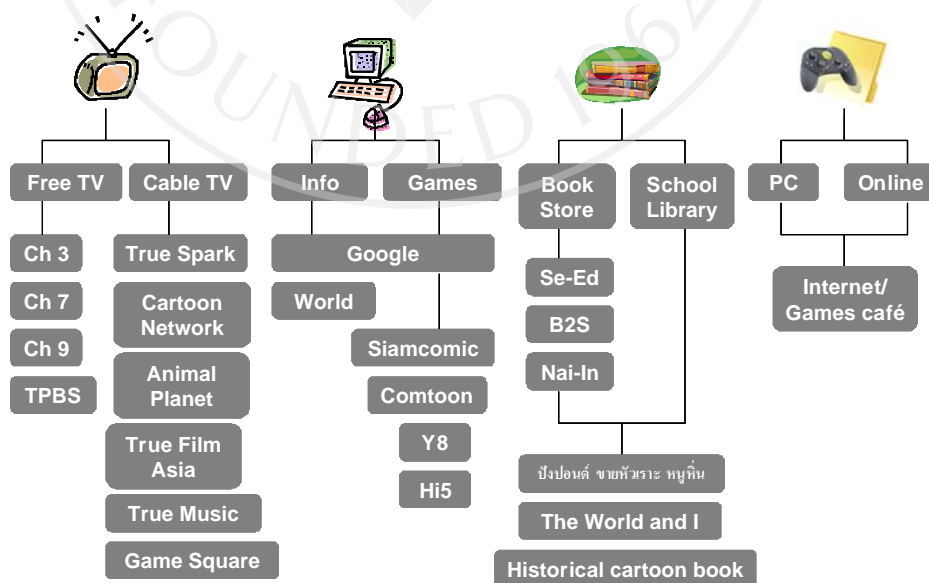 OUNDED 1962
Free TV
Cable TV
Info
Games
Book
Store
School
Library
PC
Online
Ch 3
Ch 7
Ch 9
TPBS
True Spark
Cartoon
Network
Animal
Planet
True Film
Asia
True Music
Game Square
Google
World
Siamcomic
Comtoon
Y8
Hi5
Se-Ed
B2S
Nai-In
ปังปอนด์ ขายหัวเราะ หนูหิ่น
The World and I
Historical cartoon book
Internet/
Games café